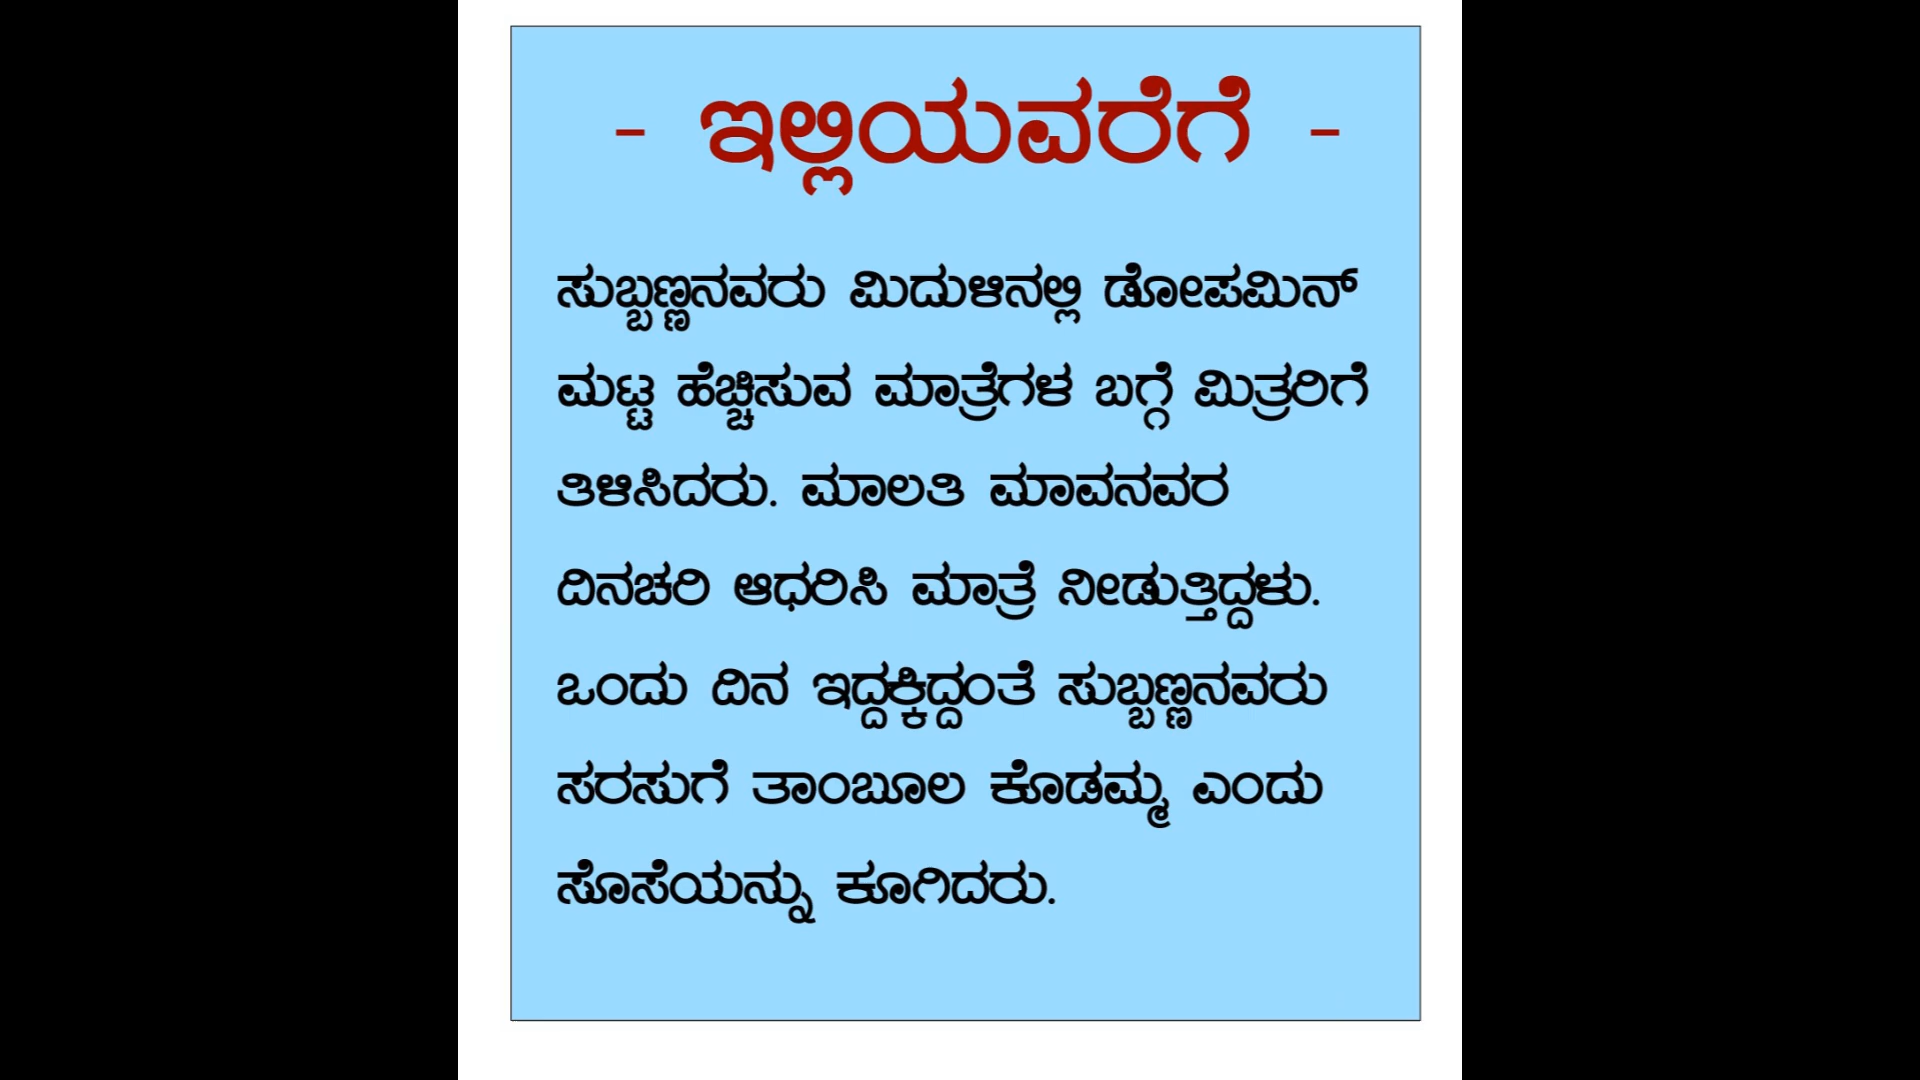 - ಇಲ್ಲಿಯವರೆಗೆ -
ಸುಬ್ಬಣ್ಣನವರು ಮಿದುಳಿನಲ್ಲಿ ಡೋಪಮಿನ್
ಮಟ್ಟ ಹೆಚ್ಚಿಸುವ ಮಾತ್ರೆಗಳ ಬಗ್ಗೆ ಮಿತ್ರರಿಗೆ
ತಿಳಿಸಿದರು. ಮಾಲತಿ ಮಾವನವರ
ದಿನಚರಿ ಆಧರಿಸಿ ಮಾತ್ರೆ ನೀಡುತ್ತಿದ್ದಳು.
ಒಂದು ದಿನ ಇದ್ದಕ್ಕಿದ್ದಂತೆ ಸುಬ್ಬಣ್ಣನವರು
ಸರಸುಗೆ ತಾಂಬೂಲ ಕೊಡಮ್ಮ ಎಂದು
ಸೊಸೆಯನ್ನು ಕೂಗಿದರು.